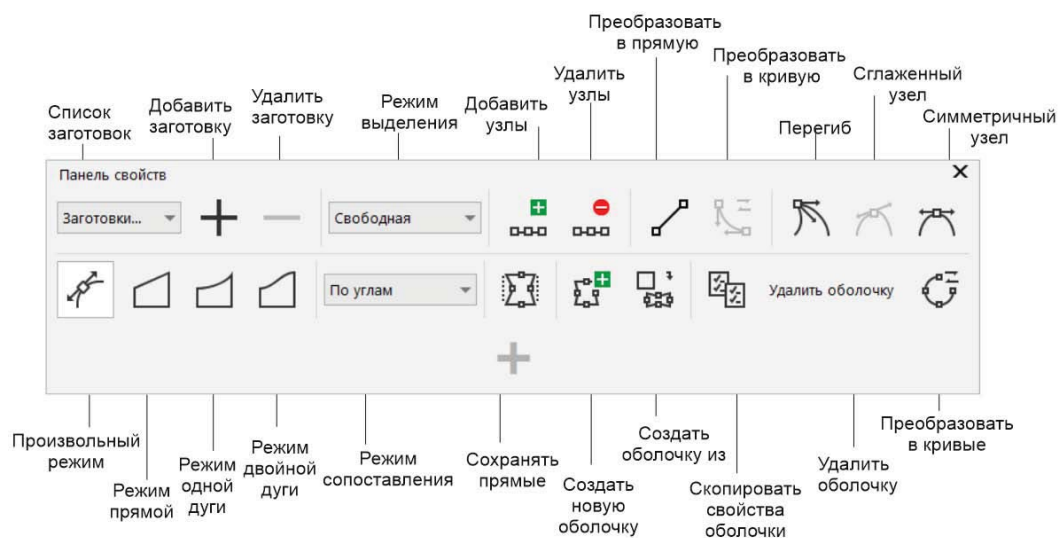 Список
заготовок
Добавить
заготовку
Удалить
заготовку
Режим
выделения
Добавить
узлы
Удалить
узлы
Преобразовать
в прямую
Преобразовать
в кривую
Перегиб
Сглаженный
узел
Симметричный
узел
Панель свойств
Заготовки...
Свободная
По углам
Удалить оболочку
Произвольный
режим
Режим
прямой
Режим
одной
дуги
Режим
двойной
дуги
Режим
сопоставления
Сохранять
прямые
Создать
новую
оболочку
Создать
оболочку из
Скопировать
свойства
оболочки
Удалить
оболочку
Преобразовать
в кривые